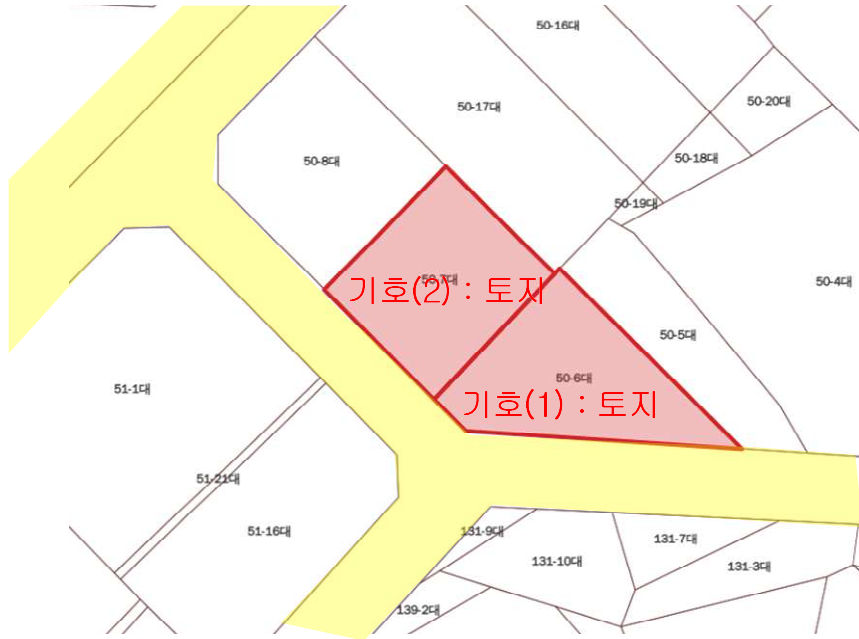 50-16대
50-20대
50-17대
50-18대
50-8대
50-19대
50-7대
50-4대
기호(2) : 토지
50-5대
50-6대
51-1대
기호(1) : 토지
51-21대
51-16대
131-9대
131-7대
131-10대
131-3대
139-2대